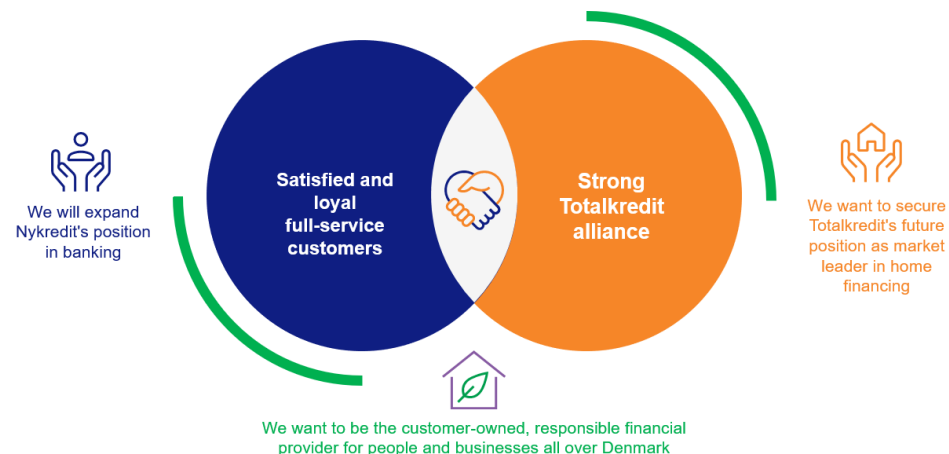 We will expand
Nykredit's position
in banking
Satisfied and
loyal
full-service
customers
Strong
Totalkredit
alliance
We want to secure
Totalkredit's future
position as market
leader in home
financing
We want to be the customer-owned, responsible financial
provider for people and businesses all over Denmark